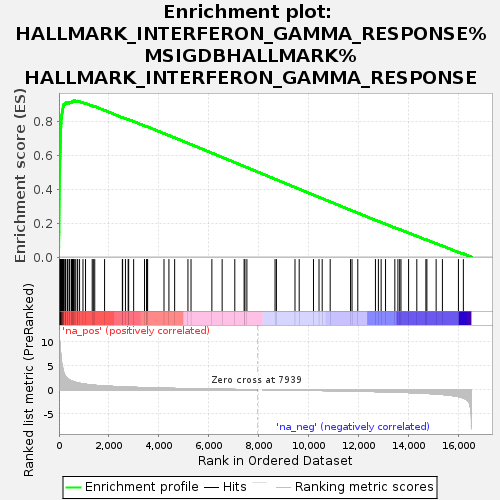 Enrichment plot:
HALLMARK_INTERFERON_GAMMA_RESPONSE%
MSIGDBHALLMARK%
HALLMARK_INTERFERON_GAMMA_RESPONSE
Enrichment score (ES)
0.8
0.6
0.4
0.2
0.0
'na_pos' (positively correlated)
Ranked list metric (PreRanked)
10
5
0
-5
Zero cross at 7939
'na_neg' (negatively correlated)
0 2,000 4,000 6,000 8,000 10,000 12,000 14,000 16,000
Rank in Ordered Dataset
Enrichment profile Hits Ranking metric scores